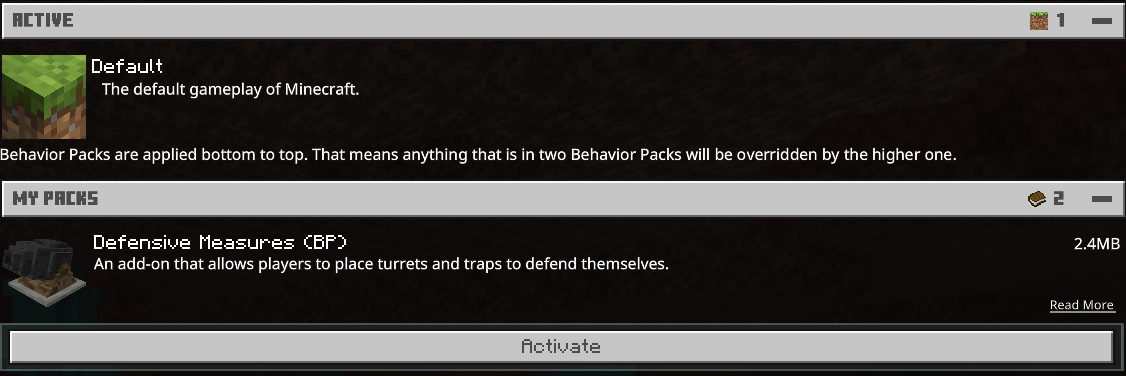 ACTIVE 1
Default
The default gameplay of Minecraft.
Behavior Packs are applied bottom to top. That means anything that is in two Behavior Packs will be overridden by the higher one.
MY PACKS 2
Defensive Measures (BP) 2.4MB
An add-on that allows players to place turrets and traps to defend themselves.
Read More
Activate